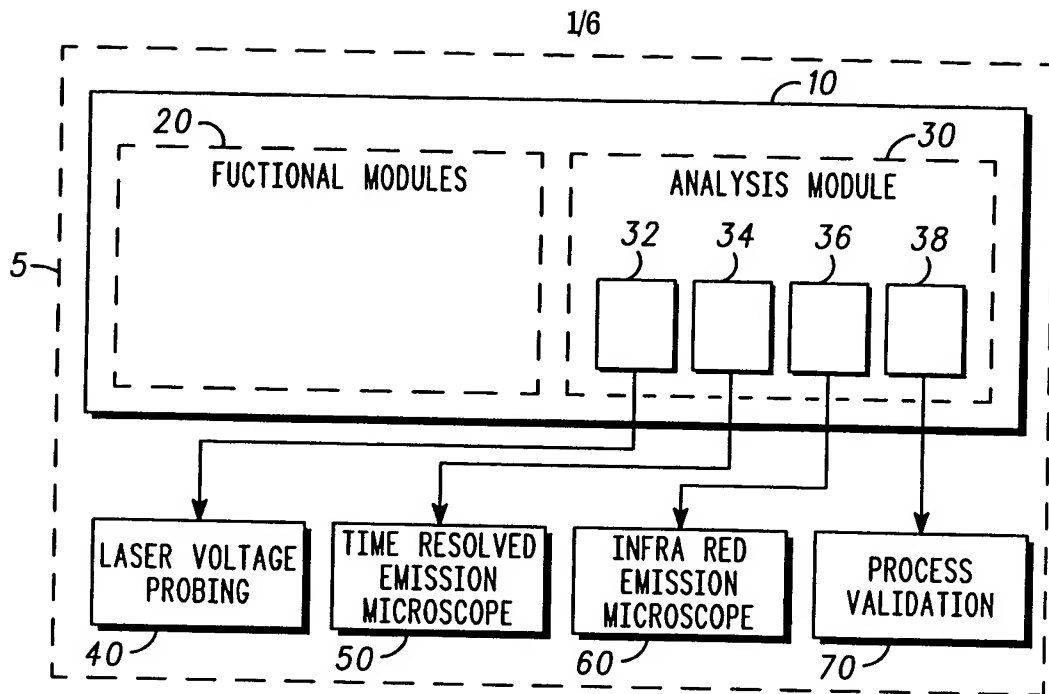 1/6
10
20
30
FUCTIONAL MODULES
ANALYSIS MODULE
32
34
36
38
5
LASER VOLTAGE
PROBING
TIME RESOLVED
EMISSION
MICROSCOPE
INFRA RED
EMISSION
MICROSCOPE
PROCESS
VALIDATION
40
50
60
70